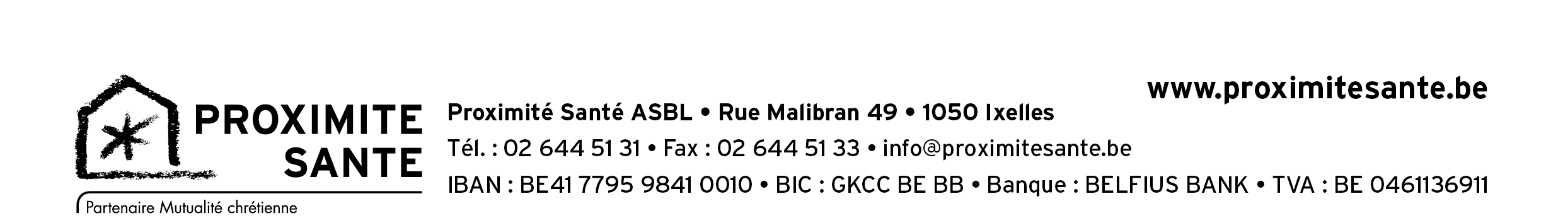 www.proximitesante.be
PROXIMITE
SANTE
Partenaire Mutualité chrétienne
Proximité Santé ASBL • Rue Malibran 49 • 1050 Ixelles
Tél. : 02 644 51 31 • Fax : 02 644 51 33 • info@proximitesante.be
IBAN : BE41 7795 9841 0010 • BIC : GKCC BE BB • Banque : BELFIUS BANK • TVA : BE 0461136911